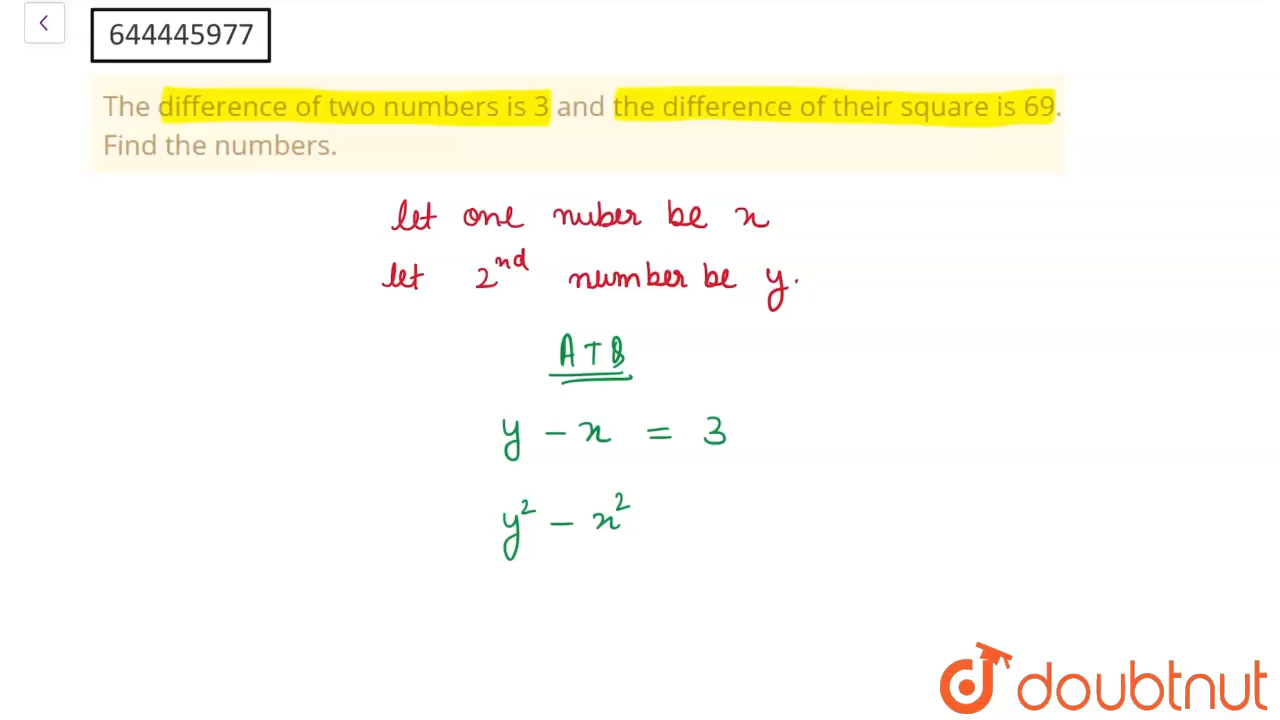 644445977
The difference of two numbers is 3 and the difference of their square is 69.
Find the numbers.
let one nuber be x
let 2nd number be y.
ATB
y - x = 3
y² - x²
doubtnut